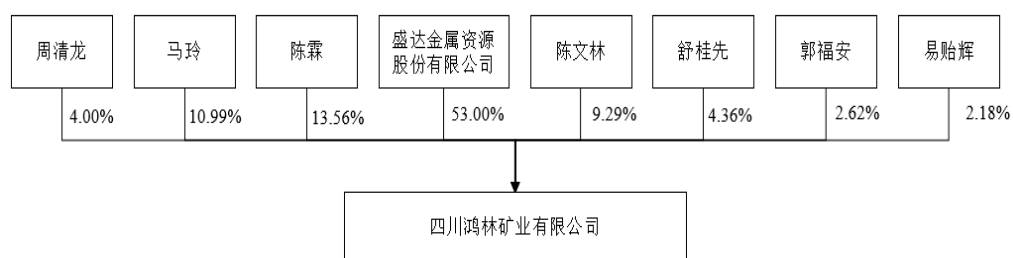 周清龙
马玲
陈霖
盛达金属资源
股份有限公司
陈文林
舒桂先
郭福安
易贻辉
4.00%
10.99%
13.56%
53.00%
9.29%
4.36%
2.62%
2.18%
四川鸿林矿业有限公司